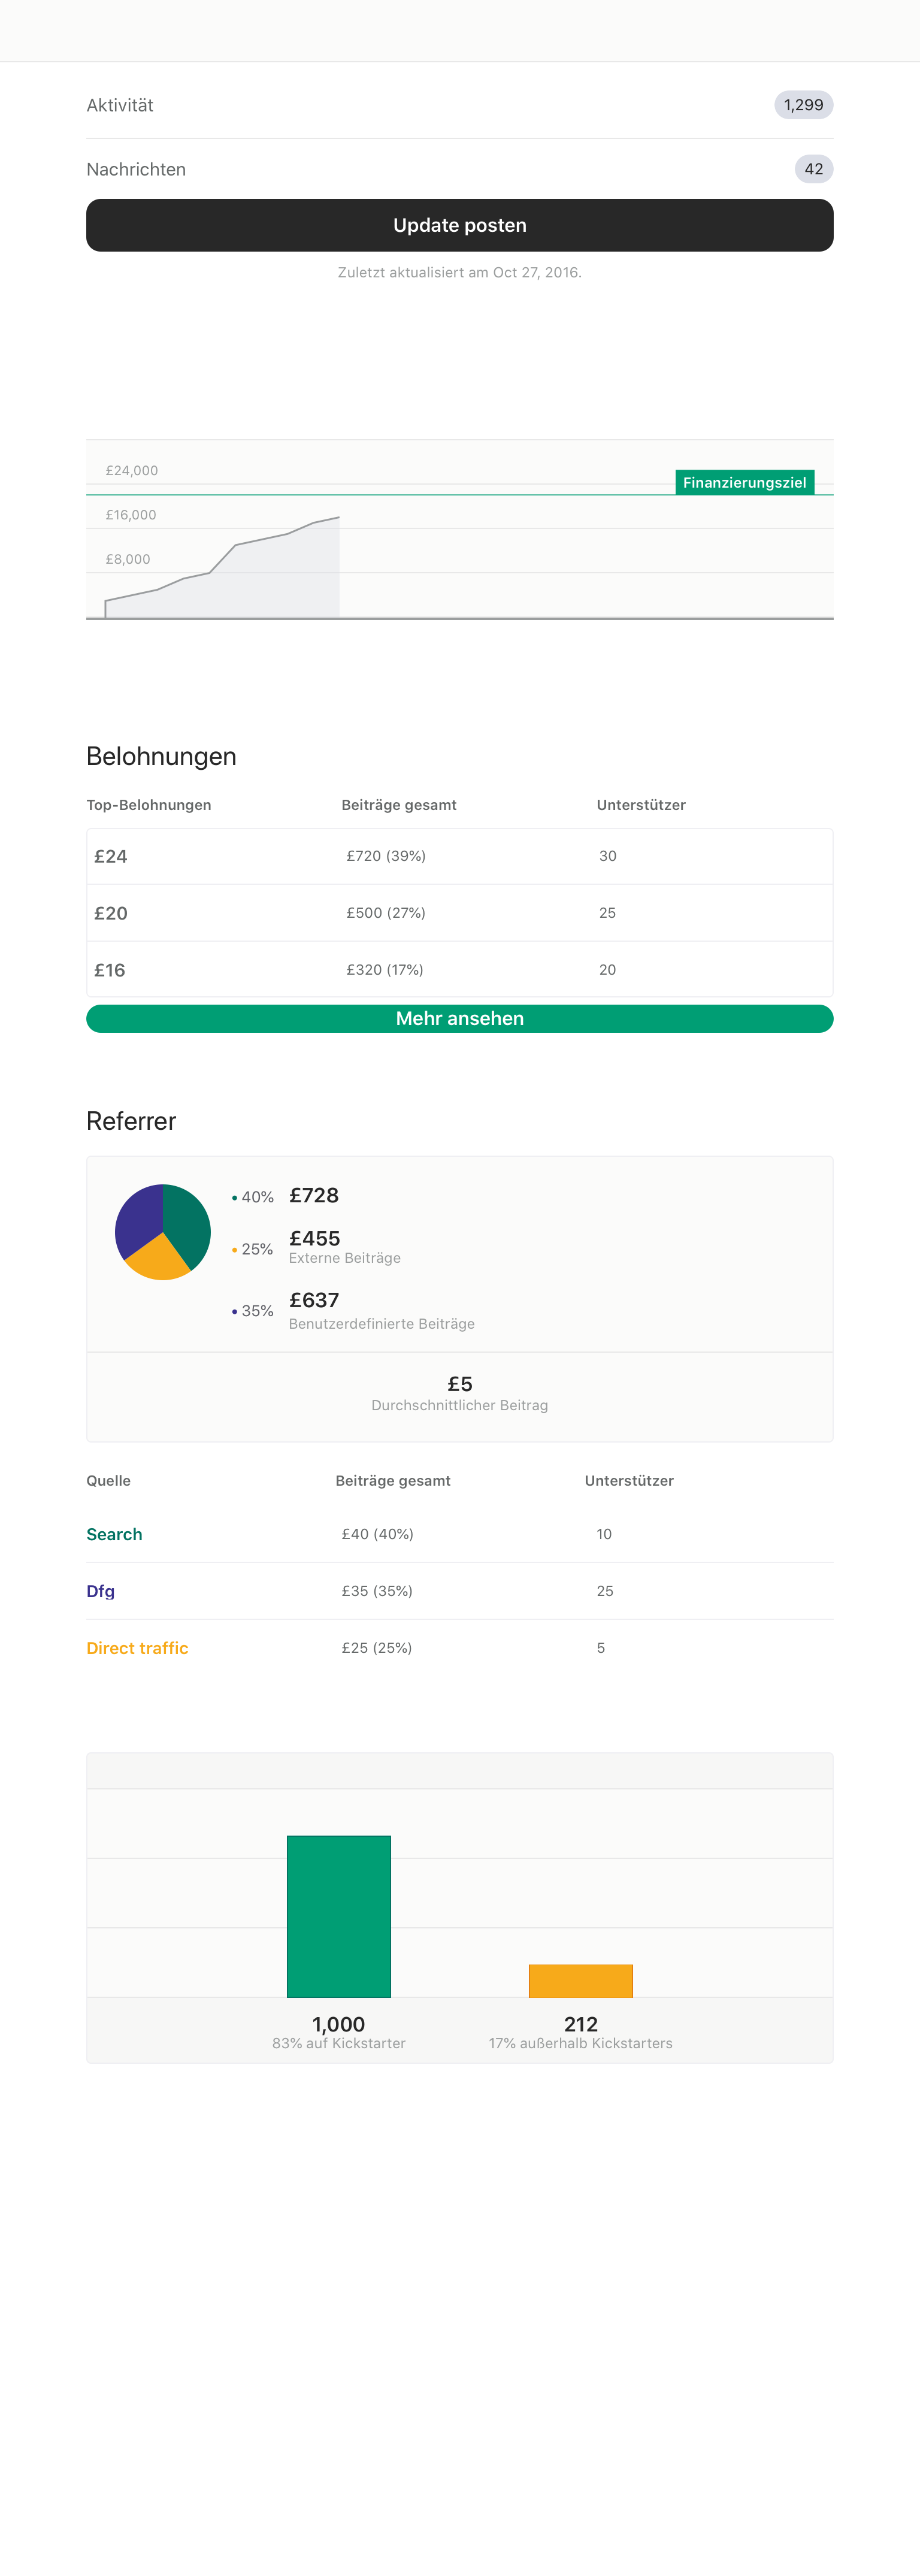 Aktivität 1,299
Nachrichten 42
Update posten
Zuletzt aktualisiert am Oct 27, 2016.
£24,000
Finanzierungsziel
£16,000
£8,000
Belohnungen
Top-Belohnungen Beiträge gesamt Unterstützer
£24 £720 (39%) 30
£20 £500 (27%) 25
£16 £320 (17%) 20
Mehr ansehen
Referrer
• 40% £728
• 25% £455
Externe Beiträge
• 35% £637
Benutzerdefinierte Beiträge
£5
Durchschnittlicher Beitrag
Quelle Beiträge gesamt Unterstützer
Search £40 (40%) 10
Dfg £35 (35%) 25
Direct traffic £25 (25%) 5
1,000 212
83% auf Kickstarter 17% außerhalb Kickstarters